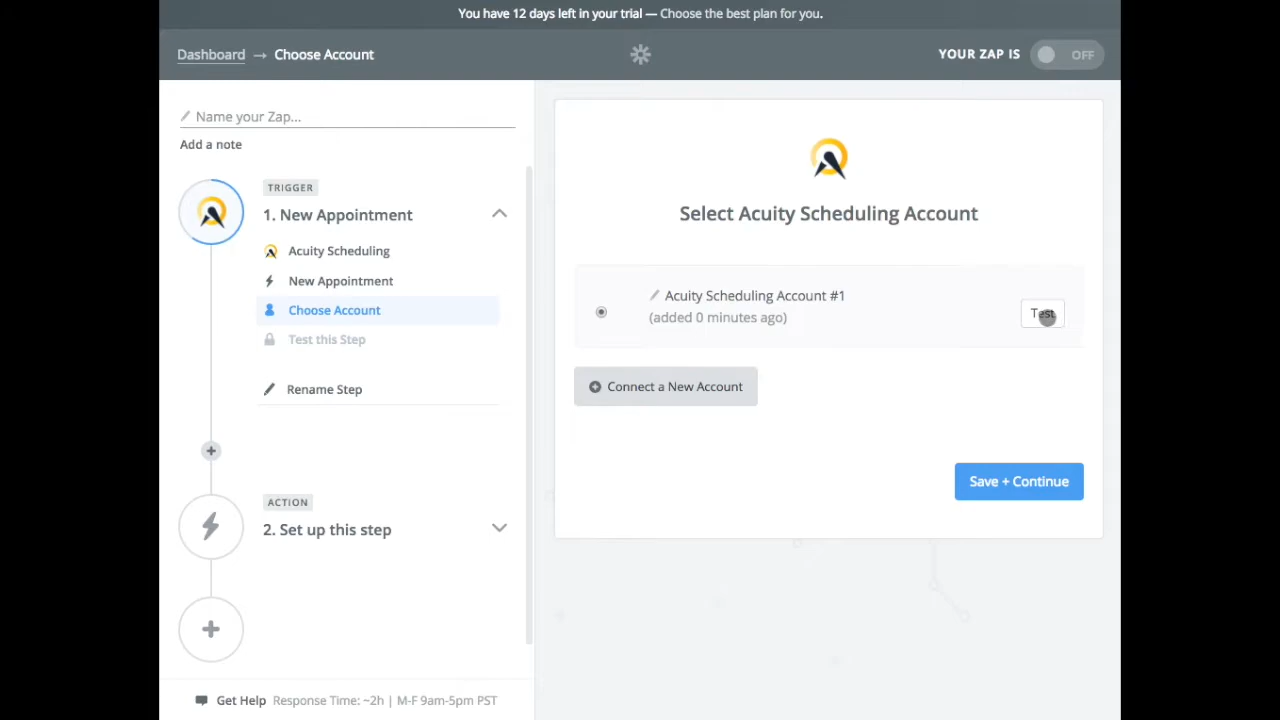 You have 12 days left in your trial — Choose the best plan for you.
Dashboard → Choose Account
YOUR ZAP IS OFF
Name your Zap...
Add a note
TRIGGER
1. New Appointment
Acuity Scheduling
New Appointment
Choose Account
Test this Step
Rename Step
ACTION
2. Set up this step
Get Help Response Time: ~2h | M-F 9am-5pm PST
Select Acuity Scheduling Account
Acuity Scheduling Account #1
(added 0 minutes ago)
Test
Connect a New Account
Save + Continue